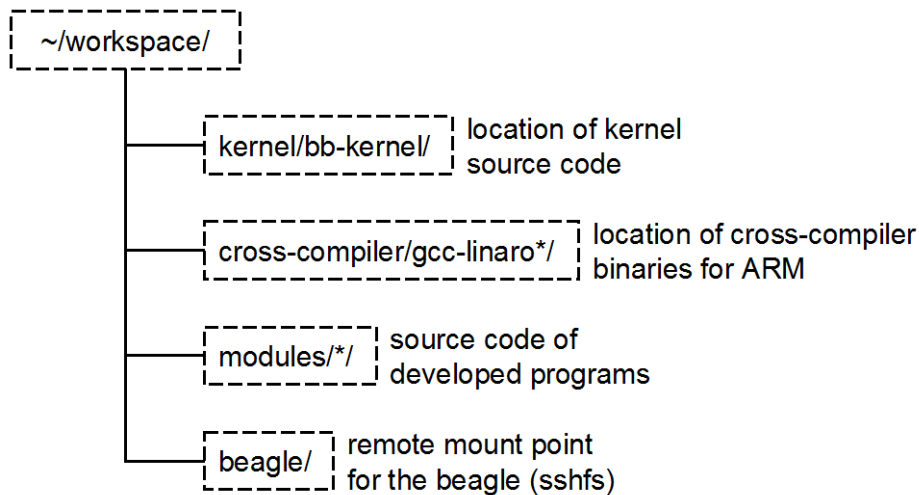 ~/workspace/
kernel/bb-kernel/
location of kernel
source code
cross-compiler/gcc-linaro*/
location of cross-compiler
binaries for ARM
modules/*/
source code of
developed programs
beagle/
remote mount point
for the beagle (sshfs)